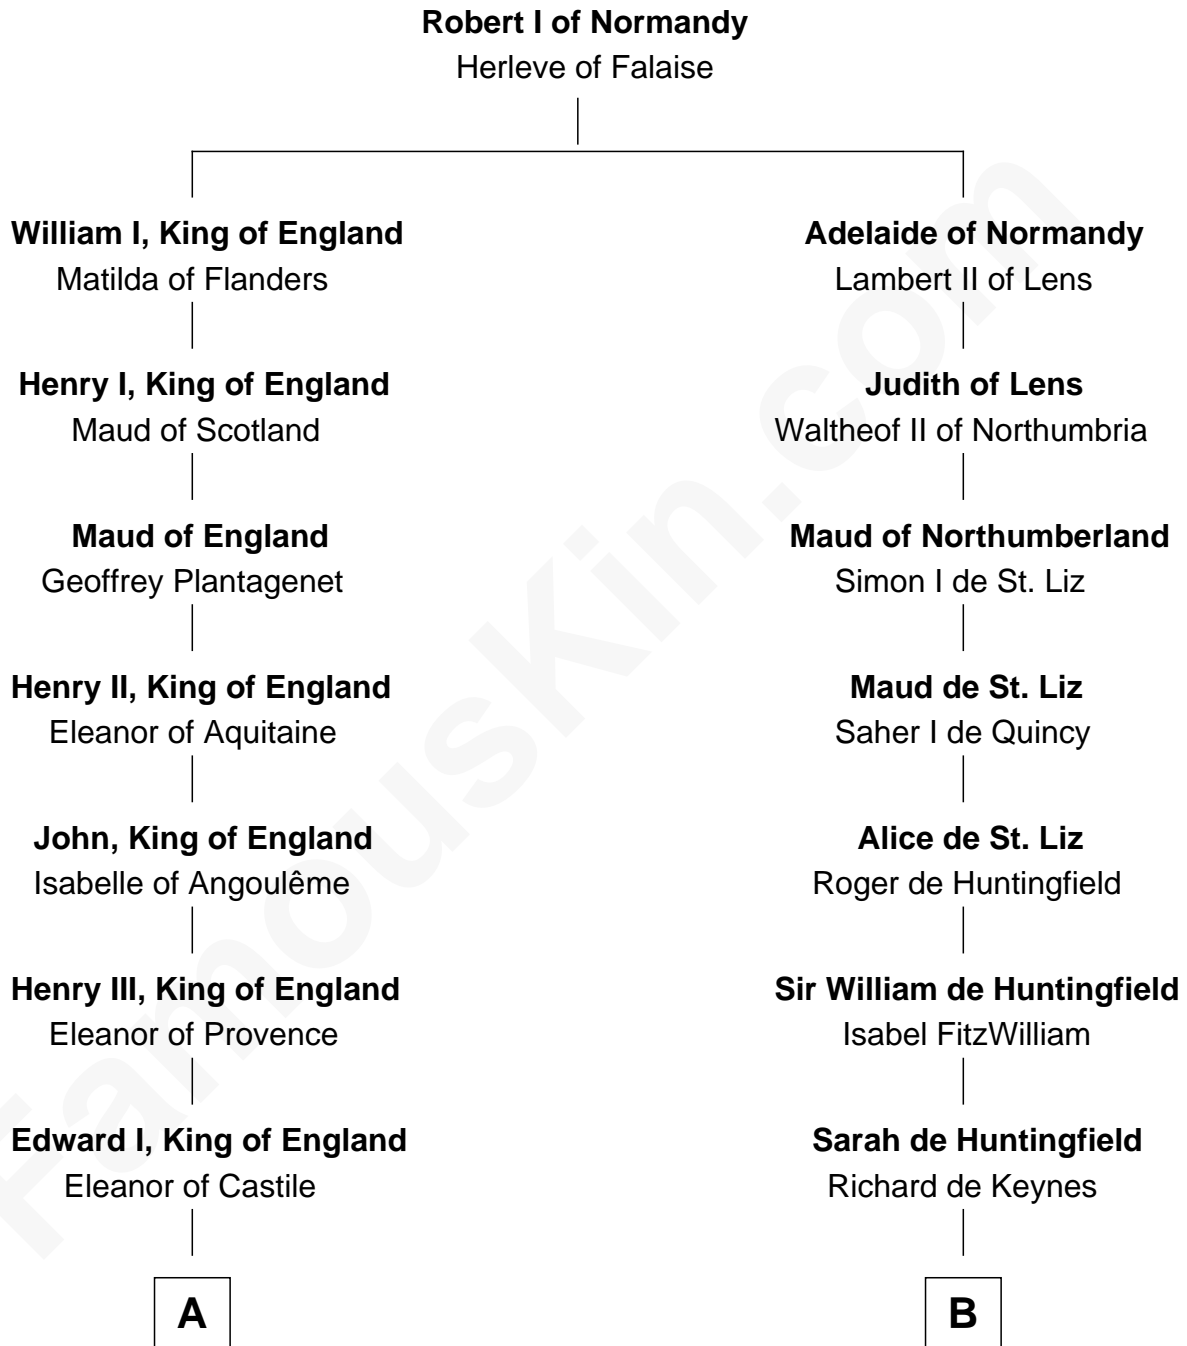 Robert I of Normandy
Herleve of Falaise
William I, King of England
Matilda of Flanders
Adelaide of Normandy
Lambert II of Lens
Henry I, King of England
Maud of Scotland
Judith of Lens
Waltheof II of Northumbria
Maud of England
Geoffrey Plantagenet
Maud of Northumberland
Simon I de St. Liz
Henry II, King of England
Eleanor of Aquitaine
Maud de St. Liz
Saher I de Quincy
John, King of England
Isabelle of Angoulême
Alice de St. Liz
Roger de Huntingfield
Henry III, King of England
Eleanor of Provence
Sir William de Huntingfield
Isabel FitzWilliam
Edward I, King of England
Eleanor of Castile
Sarah de Huntingfield
Richard de Keynes
A
B
FamousKin.com